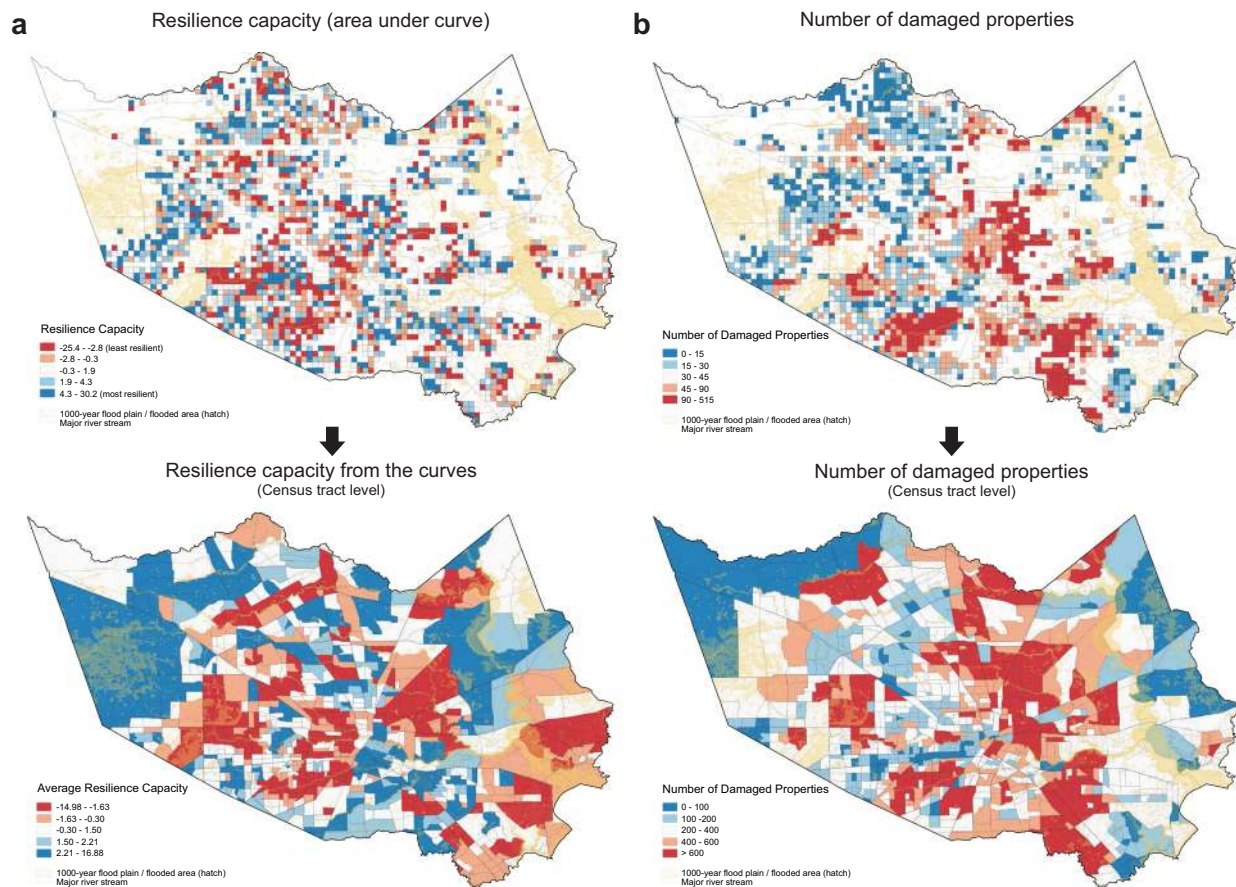 a
Resilience capacity (area under curve)
Resilience Capacity
-25.4 - -2.8 (least resilient)
-2.8 - -0.3
-0.3 - 1.9
1.9 - 4.3
4.3 - 30.2 (most resilient)
1000-year flood plain / flooded area (hatch)
Major river stream
Resilience capacity from the curves
(Census tract level)
Average Resilience Capacity
-14.98 - -1.63
-1.63 - -0.30
-0.30 - 1.50
1.50 - 2.21
2.21 - 16.88
1000-year flood plain / flooded area (hatch)
Major river stream
b
Number of damaged properties
Number of Damaged Properties
0 - 15
15 - 30
30 - 45
45 - 90
90 - 515
1000-year flood plain / flooded area (hatch)
Major river stream
Number of damaged properties
(Census tract level)
Number of Damaged Properties
0 - 100
100 -200
200 - 400
400 - 600
> 600
1000-year flood plain / flooded area (hatch)
Major river stream